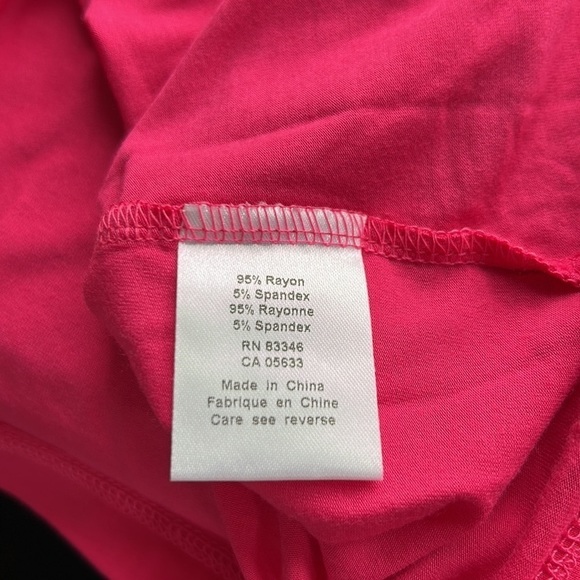 95% Rayon
5% Spandex
95% Rayonne
5% Spandex
RN 83346
CA 05633
Made in China
Fabrique en Chine
Care see reverse